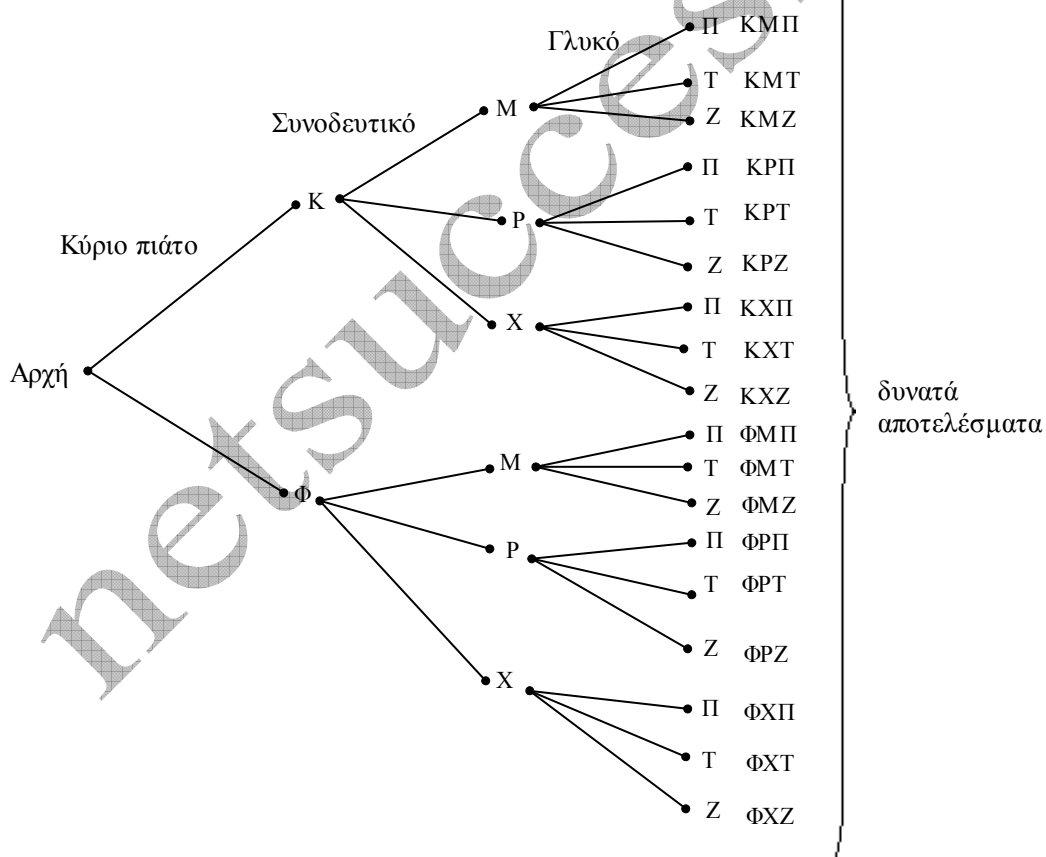 Γλυκό
Π ΚΜΠ
Τ ΚΜΤ
Μ
Ζ ΚΜΖ
Συνοδευτικό
Π ΚΡΠ
Κ
Ρ
Τ ΚΡΤ
Κύριο πιάτο
Ζ ΚΡΖ
Π ΚΧΠ
Χ
Τ ΚΧΤ
Αρχή
Ζ ΚΧΖ
δυνατά
αποτελέσματα
Π ΦΜΠ
Μ
Τ ΦΜΤ
Φ
Ζ ΦΜΖ
Π ΦΡΠ
Ρ
Τ ΦΡΤ
Ζ ΦΡΖ
Χ
Π ΦΧΠ
Τ ΦΧΤ
Ζ ΦΧΖ
netsucces